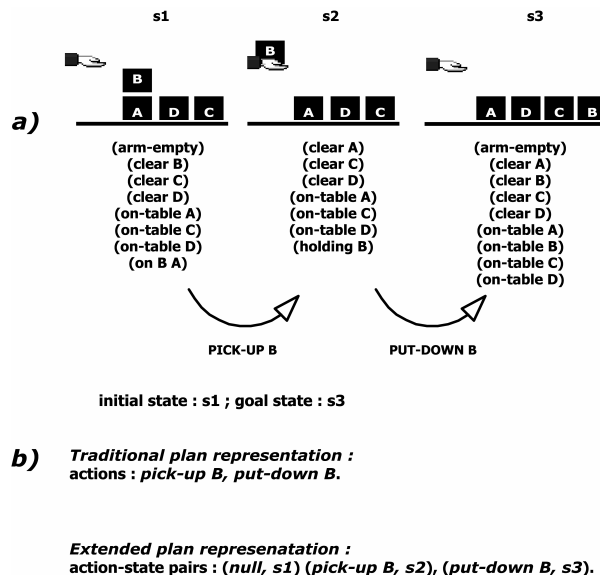 s1 s2 s3
B B
a) A D C A D C A D C B
(arm-empty) (clear A) (arm-empty)
(clear B) (clear C) (clear A)
(clear C) (clear D) (clear B)
(clear D) (on-table A) (clear C)
(on-table A) (on-table C) (clear D)
(on-table C) (on-table D) (on-table A)
(on-table D) (holding B) (on-table B)
(on B A) (on-table C)
(on-table D)
PICK-UP B PUT-DOWN B
initial state : s1 ; goal state : s3
b) Traditional plan representation :
actions : pick-up B, put-down B.
Extended plan represenatation :
action-state pairs : (null, s1) (pick-up B, s2), (put-down B, s3).